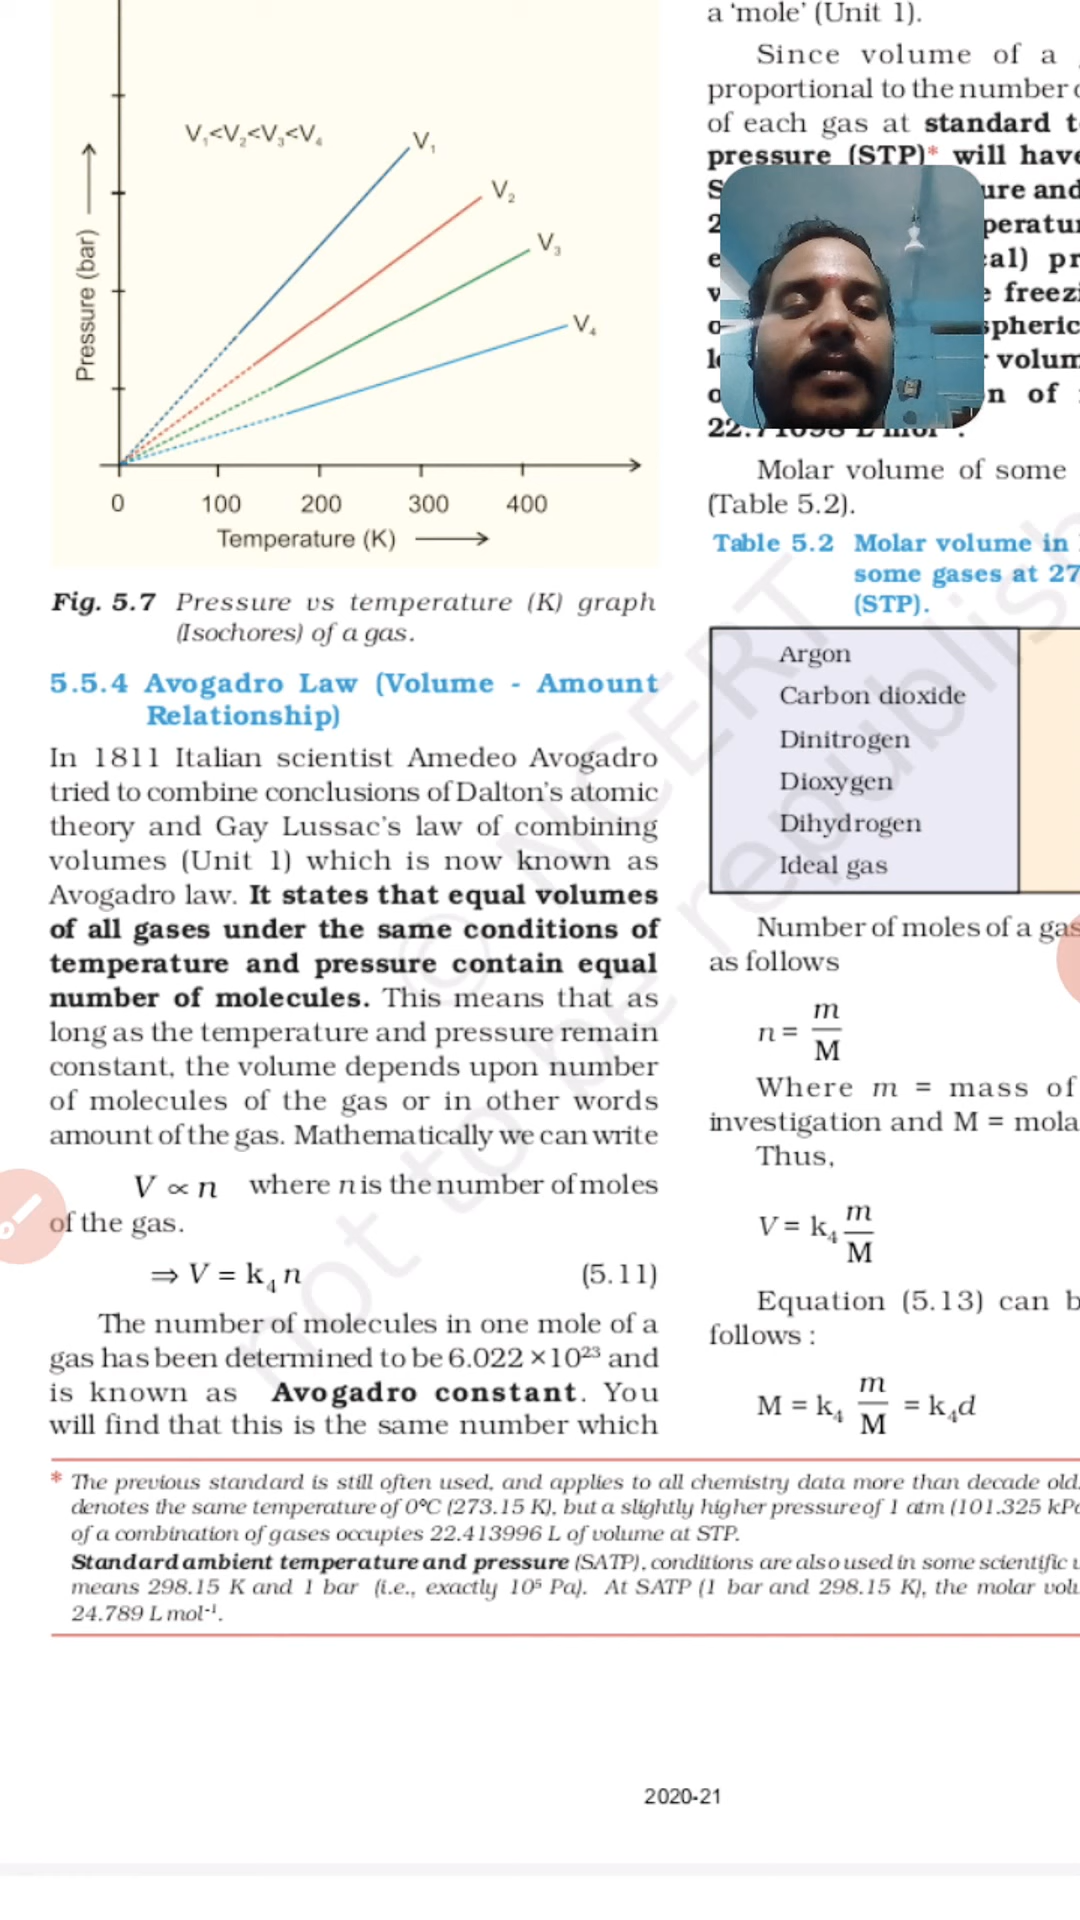 V₁<V₂<V₃<V₄
V₁
V₂
V₃
V₄
Pressure (bar)
0 100 200 300 400
Temperature (K)
Fig. 5.7 Pressure vs temperature (K) graph
(Isochores) of a gas.
5.5.4 Avogadro Law (Volume - Amount
Relationship)
In 1811 Italian scientist Amedeo Avogadro
tried to combine conclusions of Dalton's atomic
theory and Gay Lussac's law of combining
volumes (Unit 1) which is now known as
Avogadro law. It states that equal volumes
of all gases under the same conditions of
temperature and pressure contain equal
number of molecules. This means that as
long as the temperature and pressure remain
constant, the volume depends upon number
of molecules of the gas or in other words
amount of the gas. Mathematically we can write
V ∝ n where n is the number of moles
of the gas.
⇒ V = k₄ n (5.11)
The number of molecules in one mole of a
gas has been determined to be 6.022 ×10²³ and
is known as Avogadro constant. You
will find that this is the same number which
a 'mole' (Unit 1).
Since volume of a
proportional to the number
of each gas at standard
pressure (STP)* will have
and
freez
volum
n of
Molar volume of some
(Table 5.2).
Table 5.2 Molar volume in
some gases at 27
(STP).
Argon
Carbon dioxide
Dinitrogen
Dioxygen
Dihydrogen
Ideal gas
Number of moles of a gas
as follows
n = m
M
Where m = mass of
investigation and M = mola
Thus,
V = k₄ m
M
Equation (5.13) can b
follows :
M = k₄ m
M = k₄d
* The previous standard is still often used, and applies to all chemistry data more than decade old.
denotes the same temperature of 0°C (273.15 K), but a slightly higher pressure of 1 atm (101.325 kPa
of a combination of gases occupies 22.413996 L of volume at STP.
Standard ambient temperature and pressure (SATP), conditions are also used in some scientific
means 298.15 K and 1 bar (i.e., exactly 10⁵ Pa). At SATP (1 bar and 298.15 K), the molar volu
24.789 L mol⁻¹.
2020-21
© NCERT
not to be republish